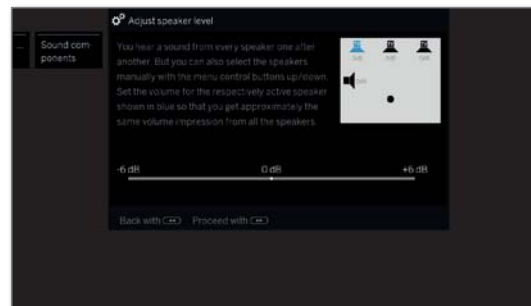 Adjust speaker level
...
Sound com-
ponents
You hear a sound from every speaker one after
another. But you can also select the speakers
manually with the menu control buttons up/down.
Set the volume for the respectively active speaker
shown in blue so that you get approximately the
same volume impression from all the speakers.
-6 dB
0 dB
+6 dB
Back with
Proceed with